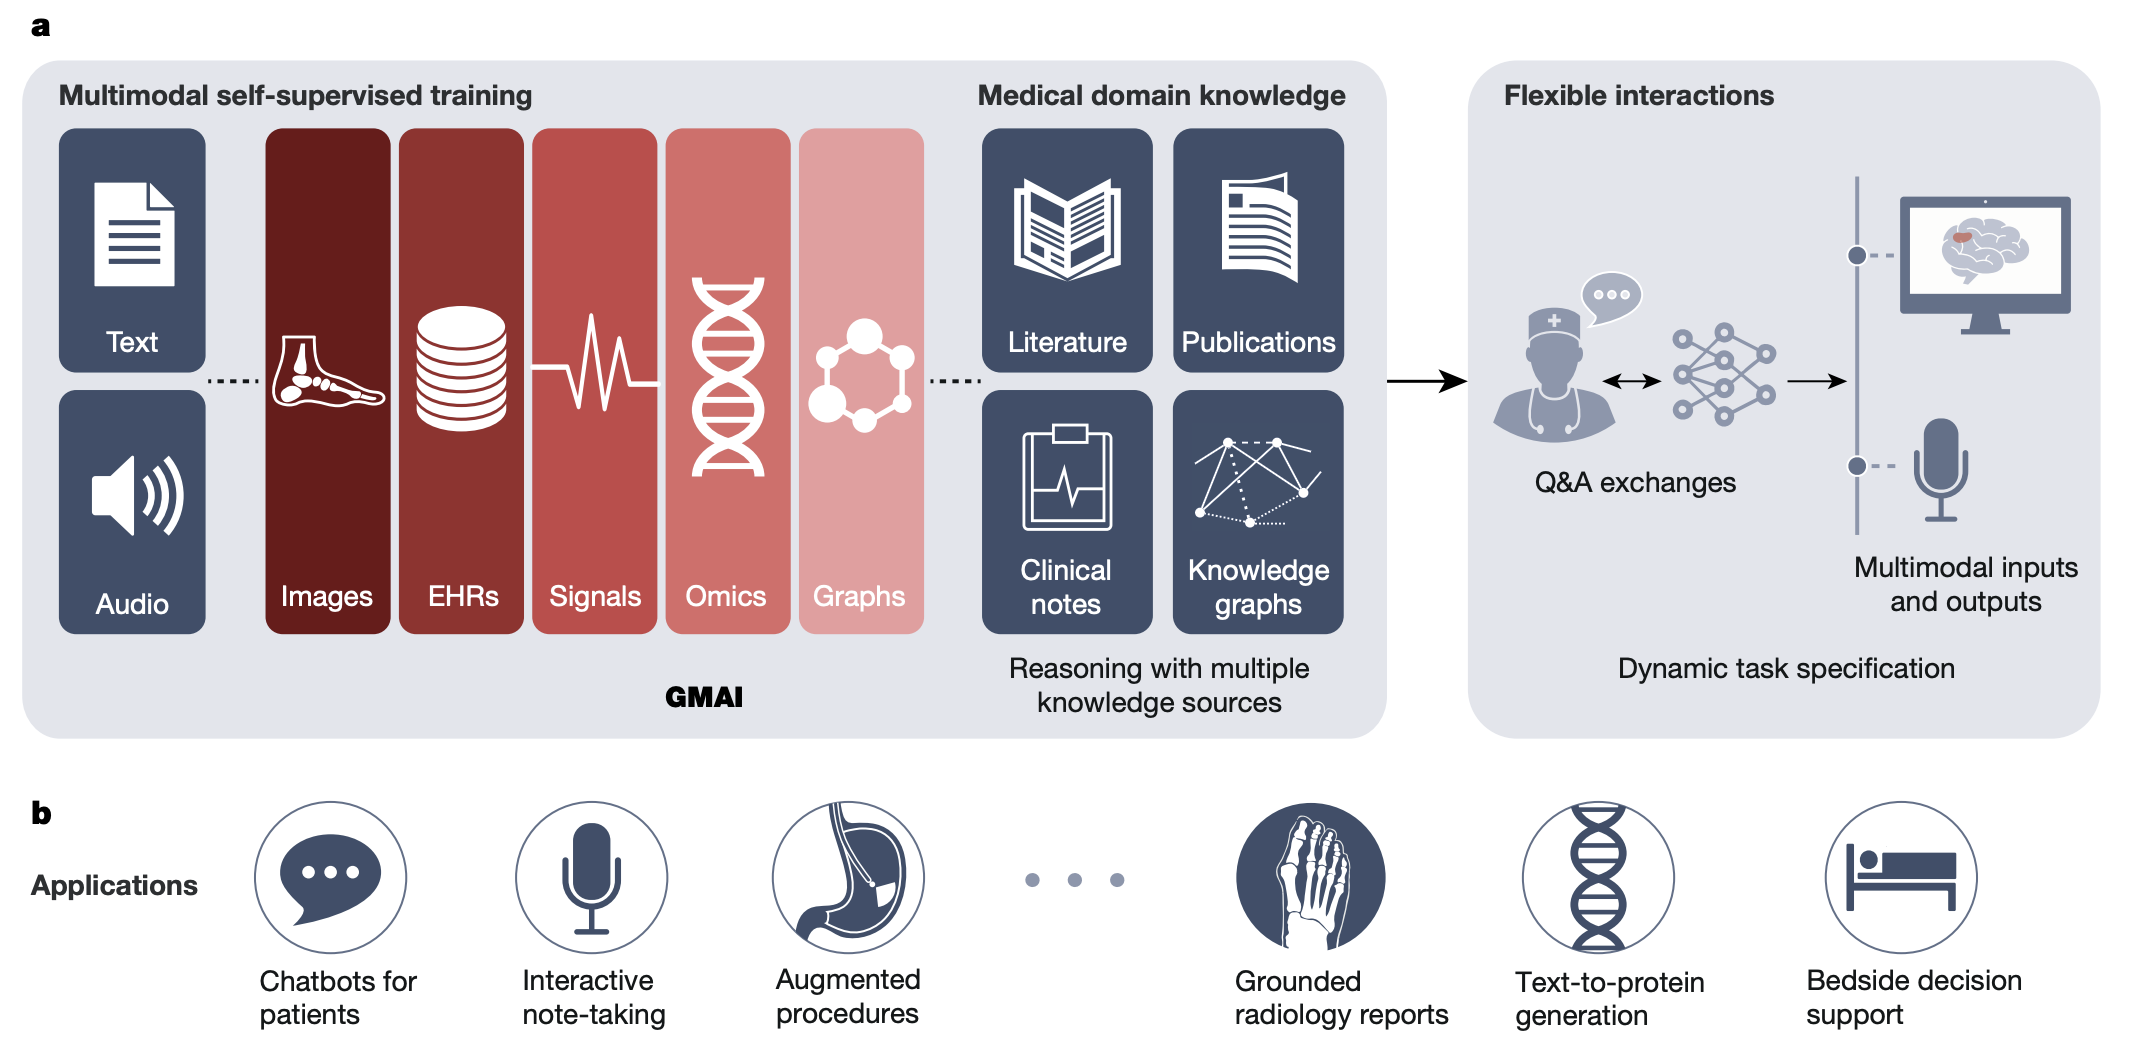 a
Multimodal self-supervised training
Medical domain knowledge
Flexible interactions
Text
Audio
Images
EHRs
Signals
Omics
Graphs
Literature
Publications
Clinical
notes
Knowledge
graphs
Reasoning with multiple
knowledge sources
GMAI
Q&A exchanges
Multimodal inputs
and outputs
Dynamic task specification
b
Applications
Chatbots for
patients
Interactive
note-taking
Augmented
procedures
Grounded
radiology reports
Text-to-protein
generation
Bedside decision
support